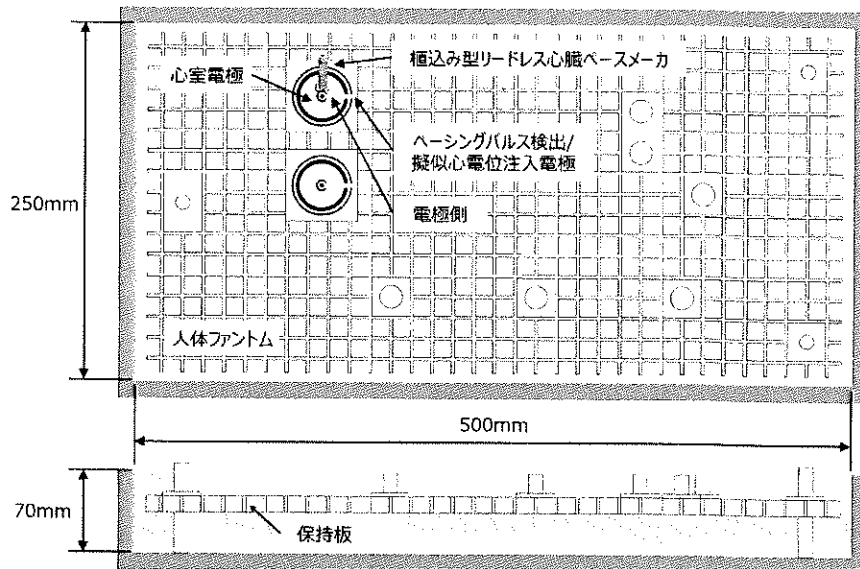 植込み型リードレス心臓ペースメーカ
心室電極
ペーシングパルス検出/
擬似心電位注入電極
250mm
電極側
人体ファントム
500mm
70mm
保持板